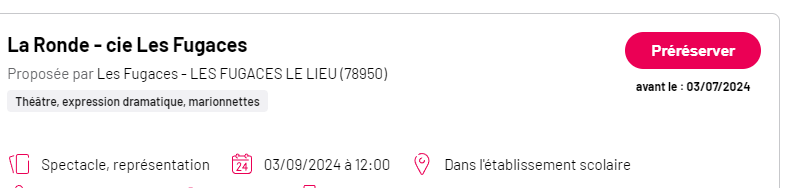 La Ronde - cie Les Fugaces
Préréserver
Proposée par Les Fugaces - LES FUGACES LE LIEU (78950)
avant le : 03/07/2024
Théâtre, expression dramatique, marionnettes
Spectacle, représentation 24 03/09/2024 à 12:00 Dans l'établissement scolaire